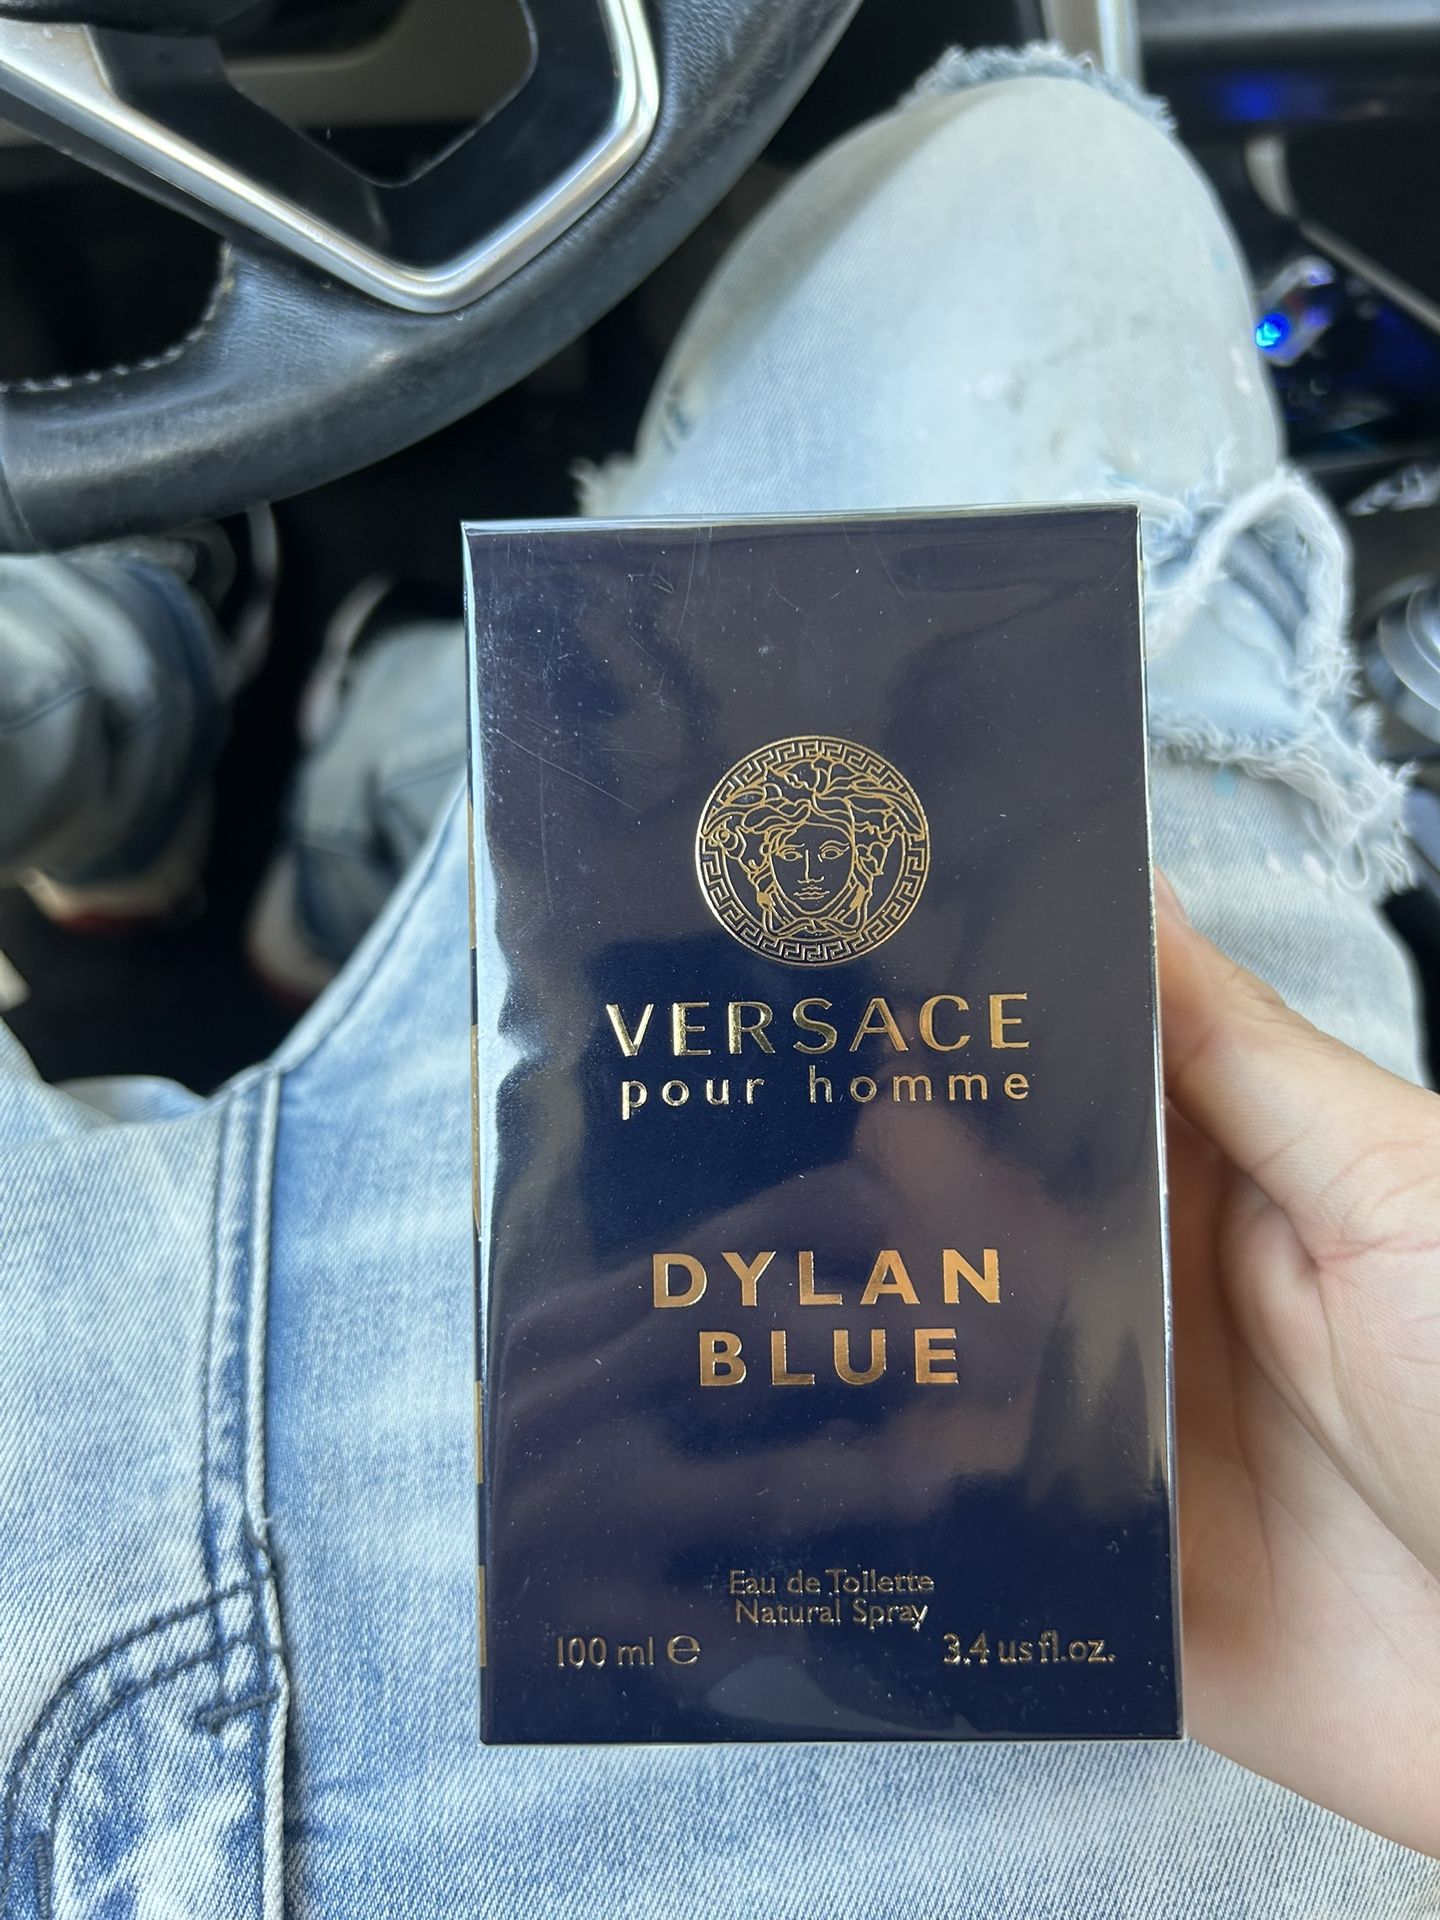 VERSACE
pour homme
DYLAN
BLUE
Eau de Toilette
Natural Spray
100 ml ℮
3.4 us fl.oz.